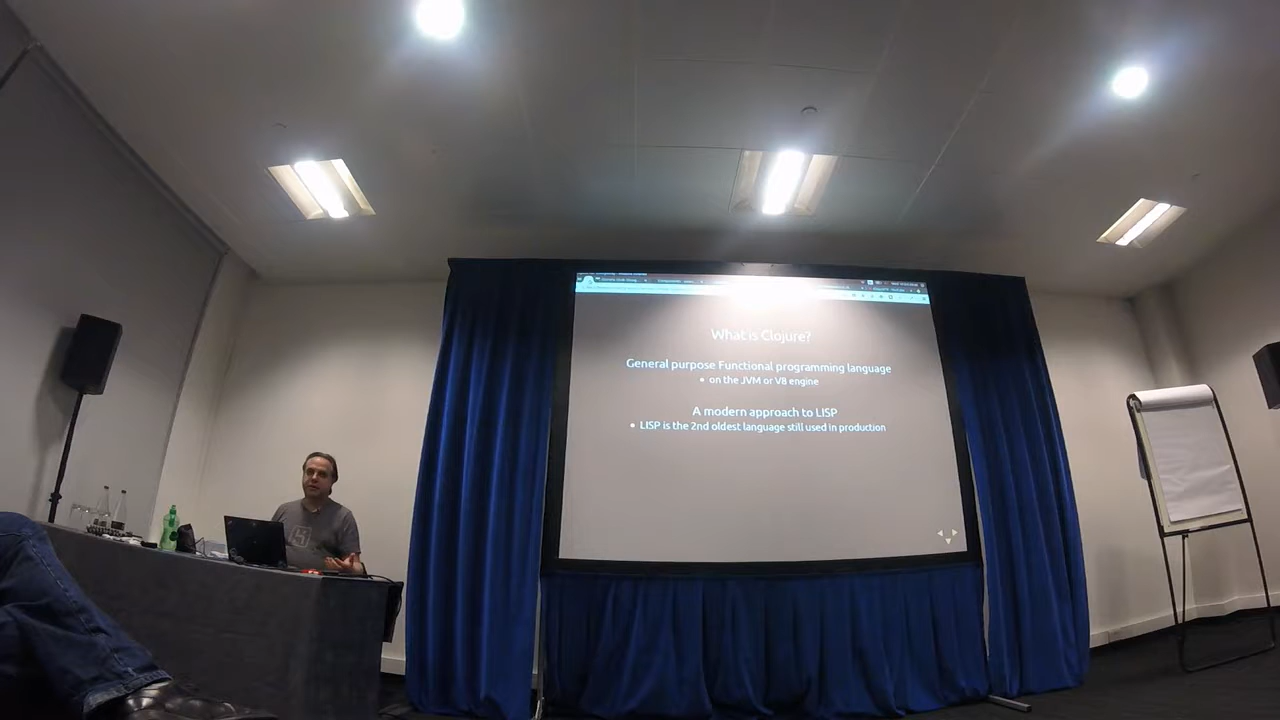 What is Clojure?
General purpose Functional programming language
on the JVM or V8 engine
A modern approach to LISP
LISP is the 2nd oldest language still used in production